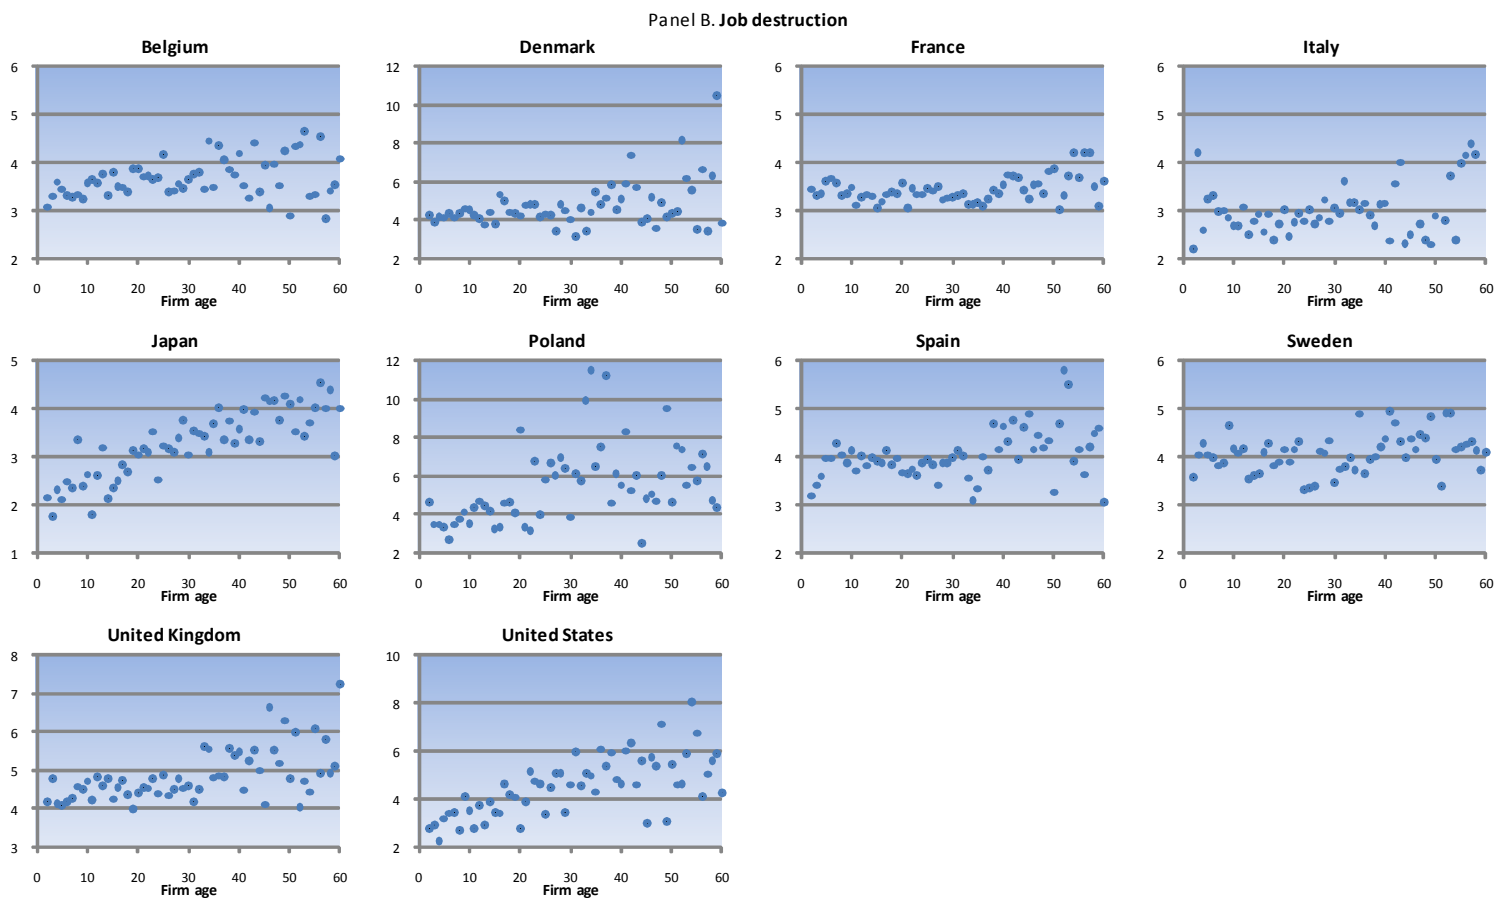 Panel B. Job destruction
Belgium
6
5
4
3
2
0 10 20 30 40 50 60
Firm age
Denmark
12
10
8
6
4
2
0 10 20 30 40 50 60
Firm age
France
6
5
4
3
2
0 10 20 30 40 50 60
Firm age
Italy
6
5
4
3
2
0 10 20 30 40 50 60
Firm age
Japan
5
4
3
2
1
0 10 20 30 40 50 60
Firm age
Poland
12
10
8
6
4
2
0 10 20 30 40 50 60
Firm age
Spain
6
5
4
3
2
0 10 20 30 40 50 60
Firm age
Sweden
6
5
4
3
2
0 10 20 30 40 50 60
Firm age
United Kingdom
8
7
6
5
4
3
0 10 20 30 40 50 60
Firm age
United States
10
8
6
4
2
0 10 20 30 40 50 60
Firm age